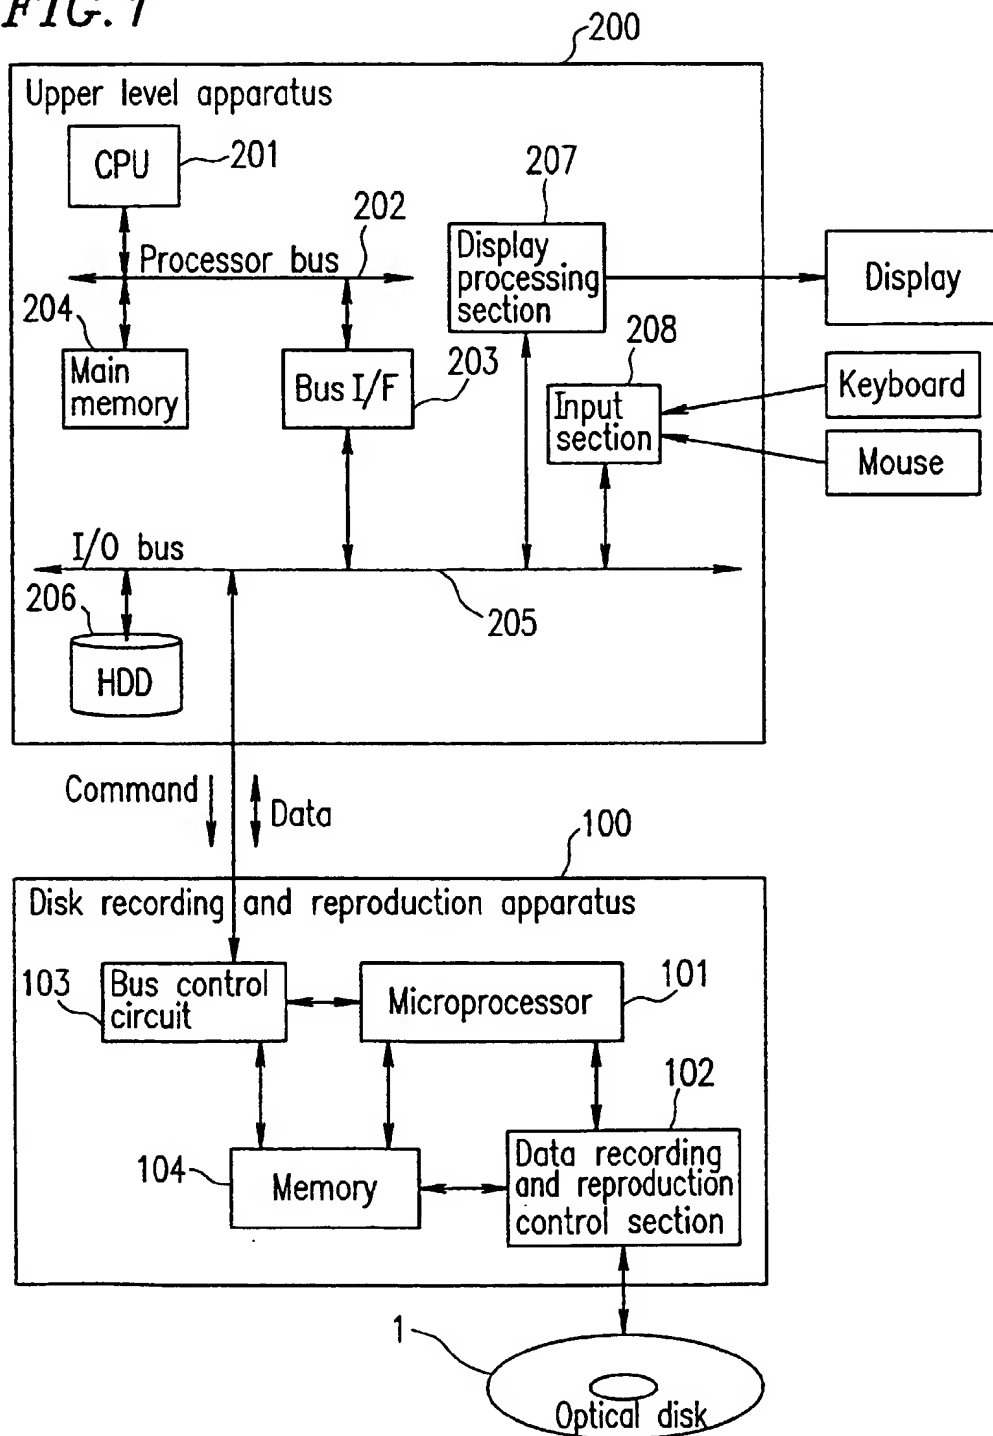 FIG. 1
200
Upper level apparatus
CPU
201
207
202
Processor bus
Display
processing
section
Display
204
208
Main
memory
Bus I/F
203
Input
section
Keyboard
Mouse
I/O bus
206
205
HDD
Command
Data
100
Disk recording and reproduction apparatus
103
Bus control
circuit
Microprocessor
101
102
104
Memory
Data recording
and reproduction
control section
1
Optical disk